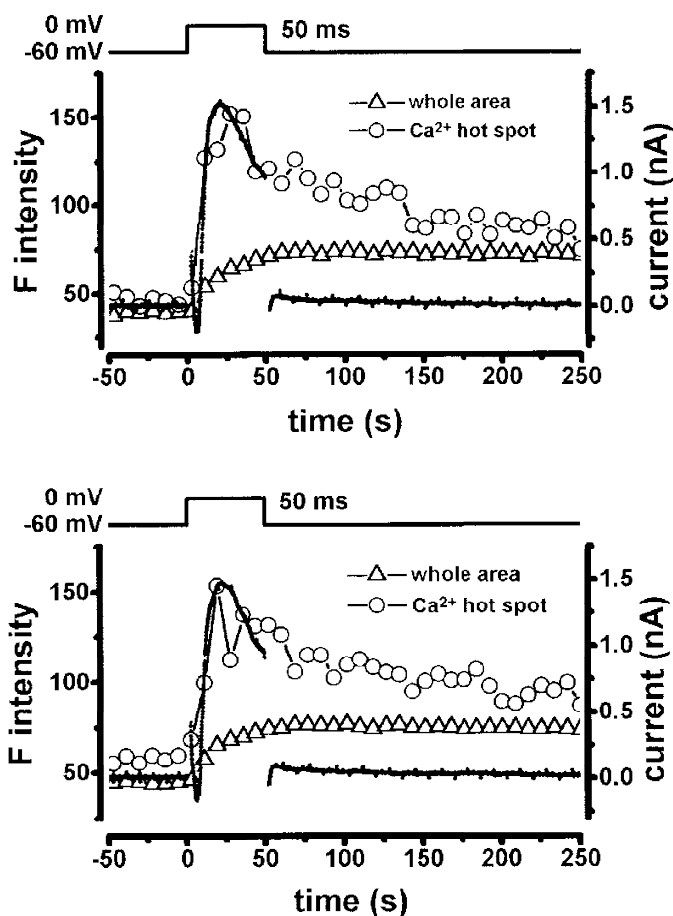 0 mV
50 ms
-60 mV
150
100
50
F intensity
whole area
Ca²⁺ hot spot
1.5
1.0
0.5
0.0
current (nA)
-50 0 50 100 150 200 250
time (s)
0 mV
50 ms
-60 mV
150
100
50
F intensity
whole area
Ca²⁺ hot spot
1.5
1.0
0.5
0.0
current (nA)
-50 0 50 100 150 200 250
time (s)